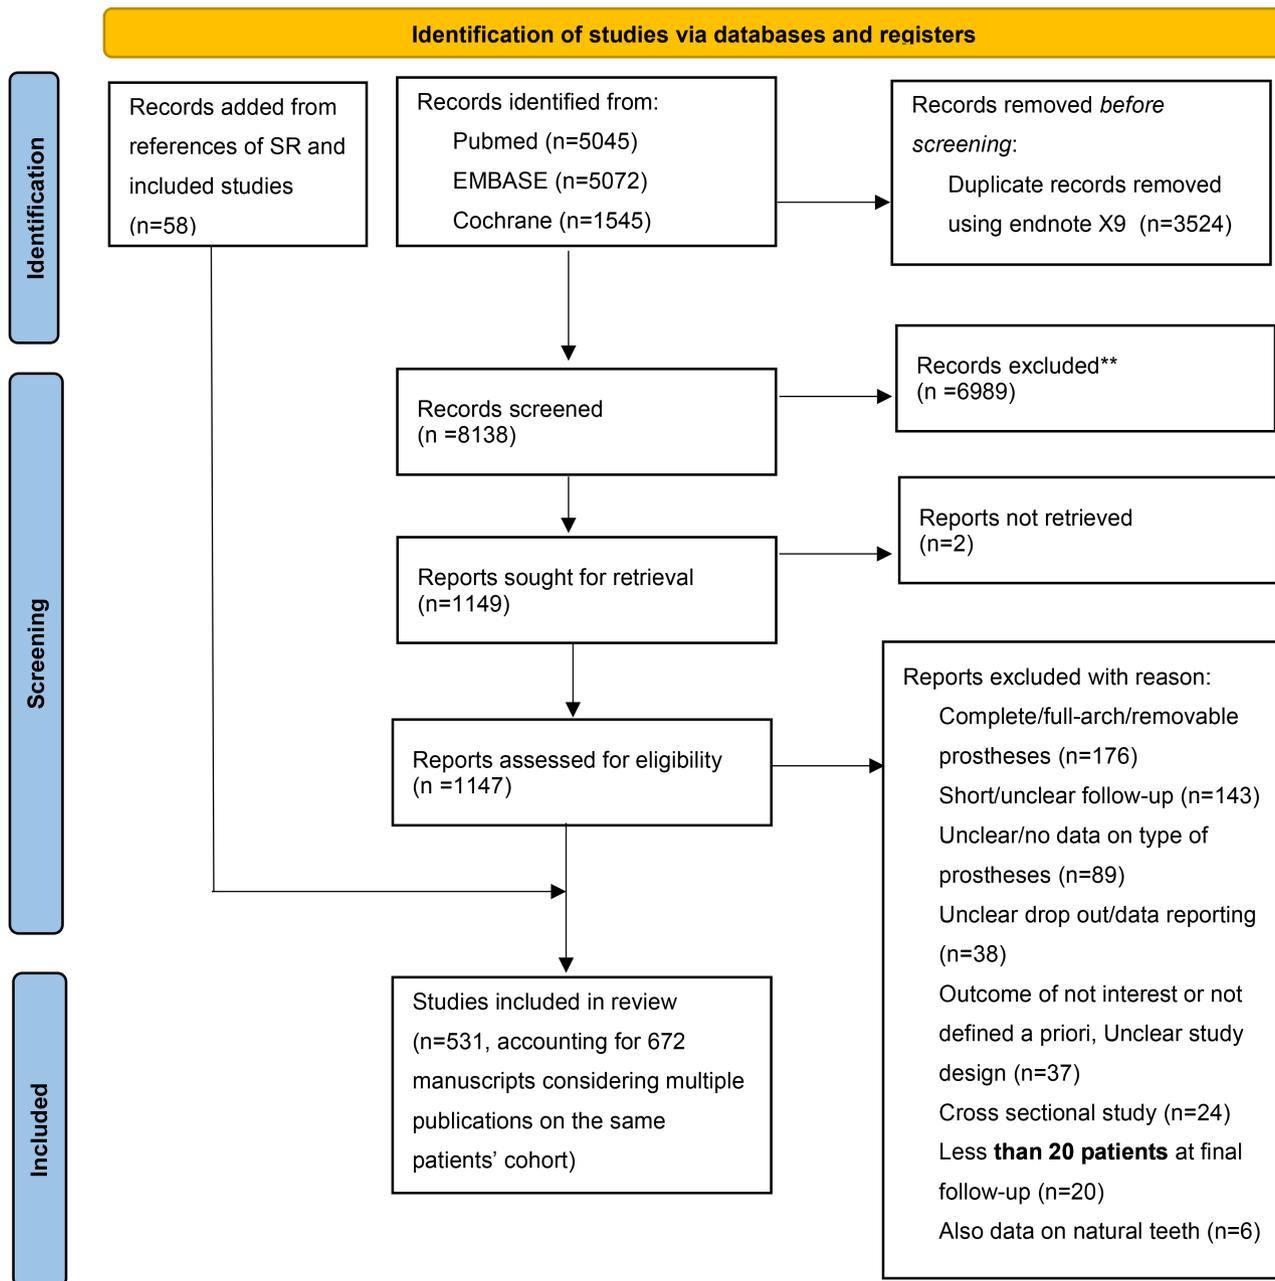 Identification of studies via databases and registers
Identification
Records added from
references of SR and
included studies
(n=58)
Records identified from:
Pubmed (n=5045)
EMBASE (n=5072)
Cochrane (n=1545)
Records removed before
screening:
Duplicate records removed
using endnote X9 (n=3524)
Screening
Records screened
(n =8138)
Records excluded**
(n =6989)
Reports sought for retrieval
(n=1149)
Reports not retrieved
(n=2)
Reports assessed for eligibility
(n =1147)
Reports excluded with reason:
Complete/full-arch/removable
prostheses (n=176)
Short/unclear follow-up (n=143)
Unclear/no data on type of
prostheses (n=89)
Unclear drop out/data reporting
(n=38)
Outcome of not interest or not
defined a priori, Unclear study
design (n=37)
Cross sectional study (n=24)
Less than 20 patients at final
follow-up (n=20)
Also data on natural teeth (n=6)
Included
Studies included in review
(n=531, accounting for 672
manuscripts considering multiple
publications on the same
patients’ cohort)